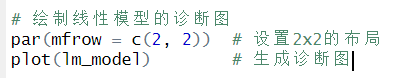 # 绘制线性模型的诊断图
par(mfrow = c(2, 2))  # 设置2x2的布局
plot(lm_model)        # 生成诊断图